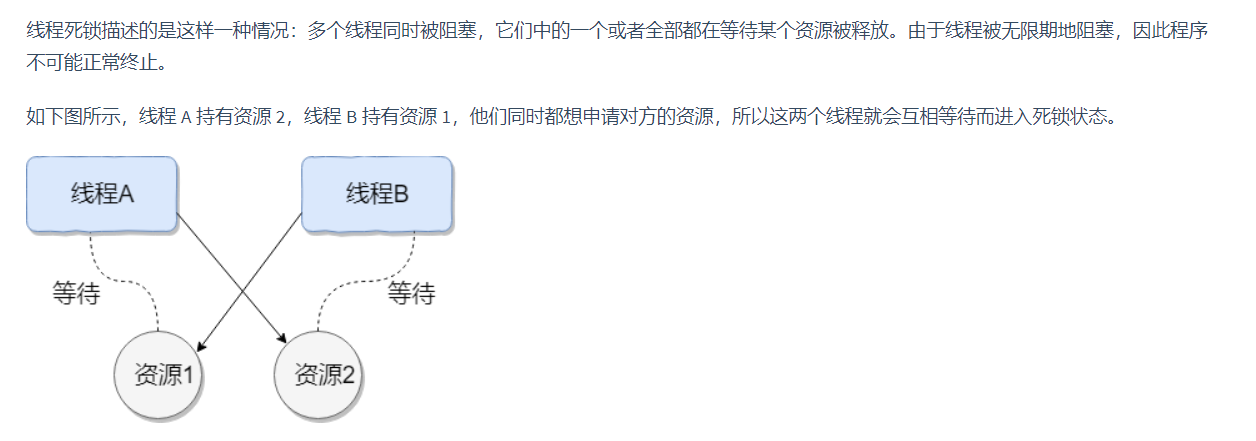 线程死锁描述的是这样一种情况：多个线程同时被阻塞，它们中的一个或者全部都在等待某个资源被释放。由于线程被无限期地阻塞，因此程序
不可能正常终止。
如下图所示，线程 A 持有资源 2，线程 B 持有资源 1，他们同时都想申请对方的资源，所以这两个线程就会互相等待而进入死锁状态。
线程A
线程B
等待
等待
资源1
资源2